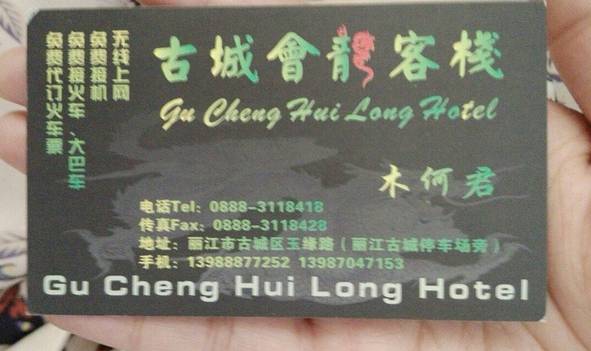 无线上网
免费接机
免费接火车、大巴车
免费代订火车票
古城會龍客棧
Gu Cheng Hui Long Hotel
木何君
电话Tel: 0888-3118418
传真Fax: 0888-3118428
地址: 丽江市古城区玉缘路（丽江古城停车场旁）
手机: 13988877252 13987047153
Gu Cheng Hui Long Hotel